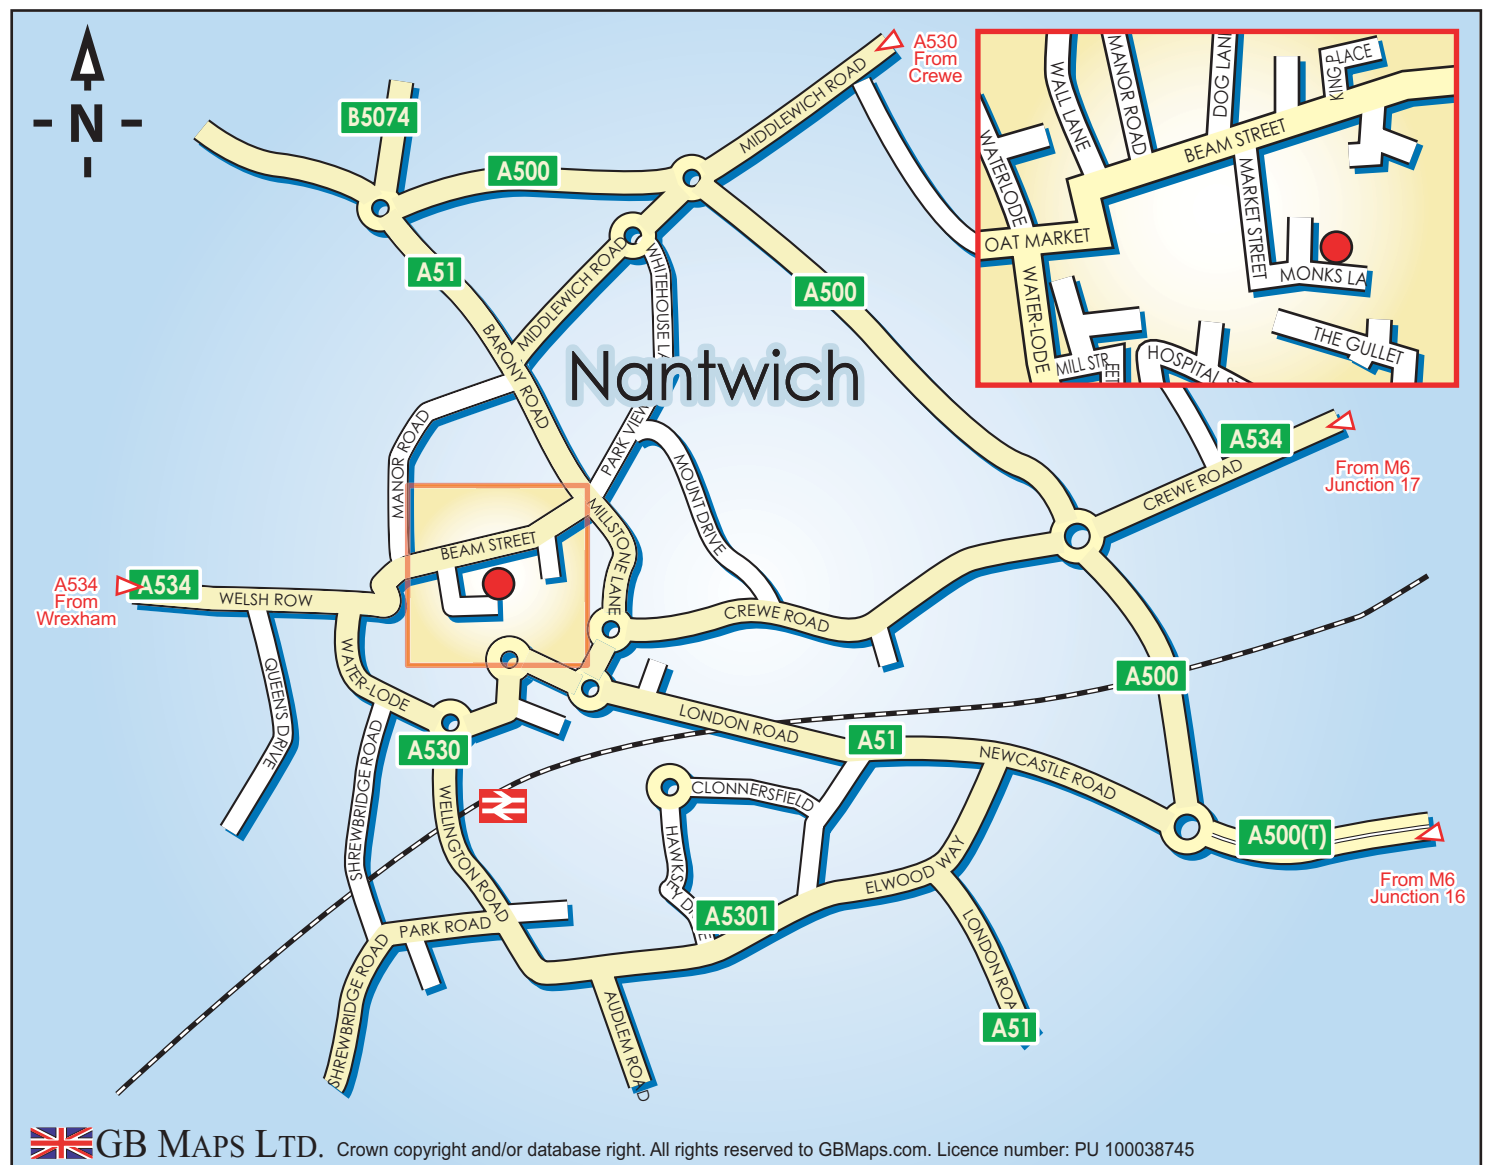 N
B5074
A500
A51
MIDDLEWICH ROAD
A530
From
Crewe
MIDDLEWICH ROAD
WHITEHOUSE LA
A500
BARONY ROAD
Nantwich
MANOR ROAD
PARK VIEW
MOUNT DRIVE
MILLSTONE LANE
BEAM STREET
A534
From
Wrexham
A534
WELSH ROW
CREWE ROAD
CREWE ROAD
A534
From M6
Junction 17
QUEEN'S DRIVE
WATER-LODE
SHREWBRIDGE ROAD
A530
LONDON ROAD
A51
NEWCASTLE ROAD
A500
A500(T)
From M6
Junction 16
WELLINGTON ROAD
CLONNERSFIELD
HAWKSEY D
E
A5301
ELWOOD WAY
LONDON ROA
A51
PARK ROAD
SHREWBRIDGE ROAD
AUDLEM ROAD
WALL LANE
MANOR ROAD
DOG LAN
KING PLACE
WATERLODE
BEAM STREET
OAT MARKET
MARKET STREET
MONKS LA
WATER-LODE
MILL STREET
HOSPITAL S
THE GULLET
GB MAPS LTD. Crown copyright and/or database right. All rights reserved to GBMaps.com. Licence number: PU 100038745